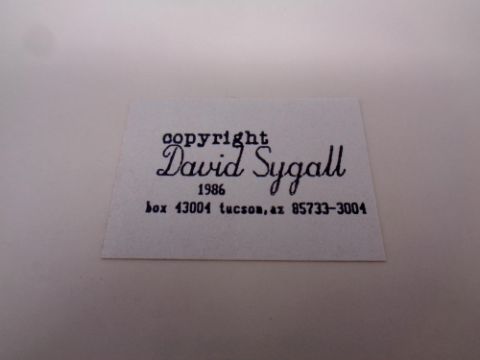 copyright
David Sygall
1986
box 43004 tucson, az 85733-3004